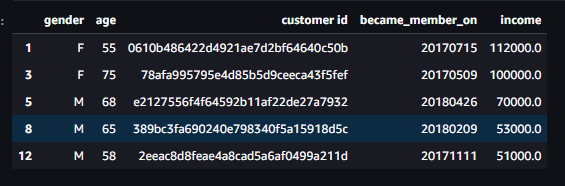 gender age customer id became_member_on income
1 F 55 0610b486422d4921ae7d2bf64640c50b 20170715 112000.0
3 F 75 78afa995795e4d85b5d9ceeca43f5fef 20170509 100000.0
5 M 68 e2127556f4f64592b11af22de27a7932 20180426 70000.0
8 M 65 389bc3fa690240e798340f5a15918d5c 20180209 53000.0
12 M 58 2eeac8d8feae4a8cad5a6af0499a211d 20171111 51000.0